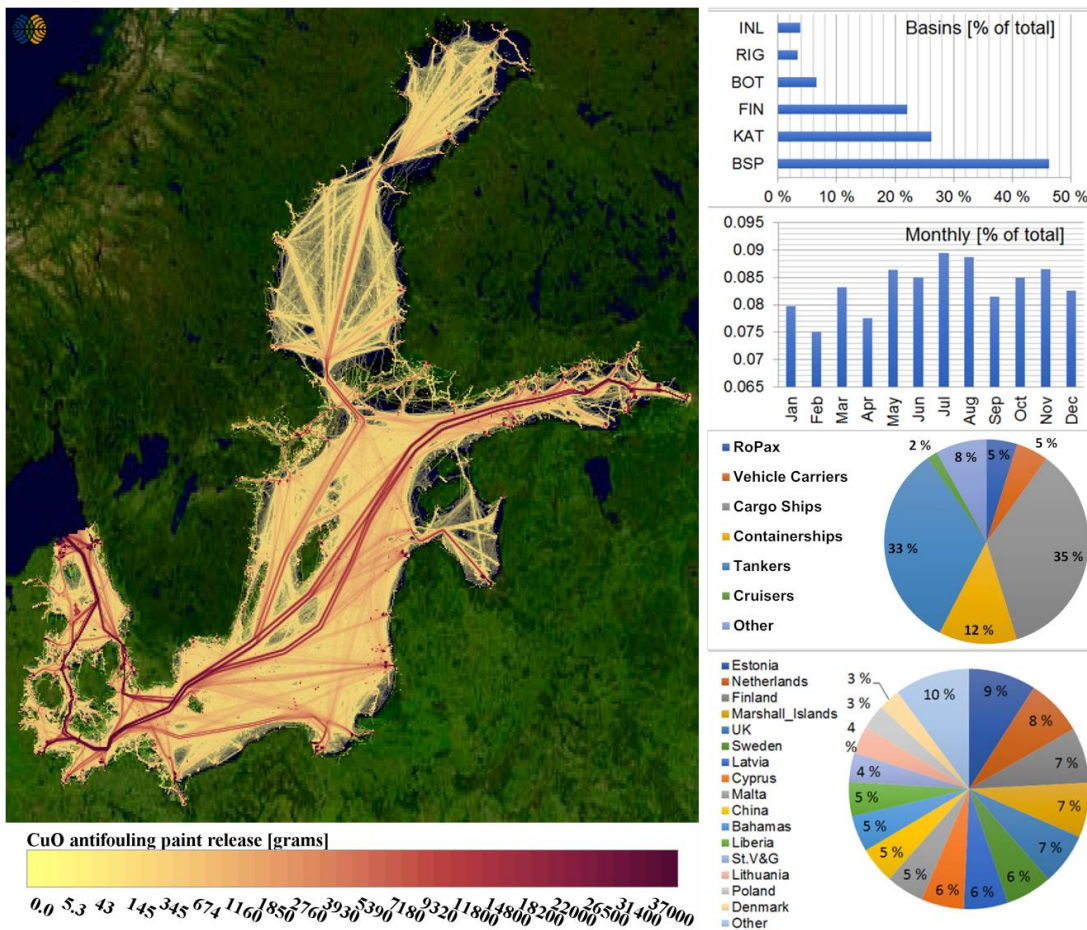 Basins [% of total]
INL
RIG
BOT
FIN
KAT
BSP
0 %
10 %
20 %
30 %
40 %
50 %
Monthly [% of total]
0.095
0.09
0.085
0.08
0.075
0.07
0.065
Jan
Feb
Mar
Apr
May
Jun
Jul
Aug
Sep
Oct
Nov
Dec
RoPax
Vehicle Carriers
Cargo Ships
Containerships
Tankers
Cruisers
Other
2 %
8 %
5 %
5 %
33 %
35 %
12 %
Estonia
Netherlands
Finland
Marshall_Islands
UK
Sweden
Latvia
Cyprus
Malta
China
Bahamas
Liberia
St.V&G
Lithuania
Poland
Denmark
Other
9 %
8 %
7 %
7 %
7 %
6 %
6 %
6 %
5 %
5 %
5 %
5 %
4 %
4
%
3 %
3 %
10 %
CuO antifouling paint release [grams]
0.0
5.3
43
145
345
674
1160
1850
2760
3930
5390
7180
9320
11800
14800
18200
22000
26500
31400
37000